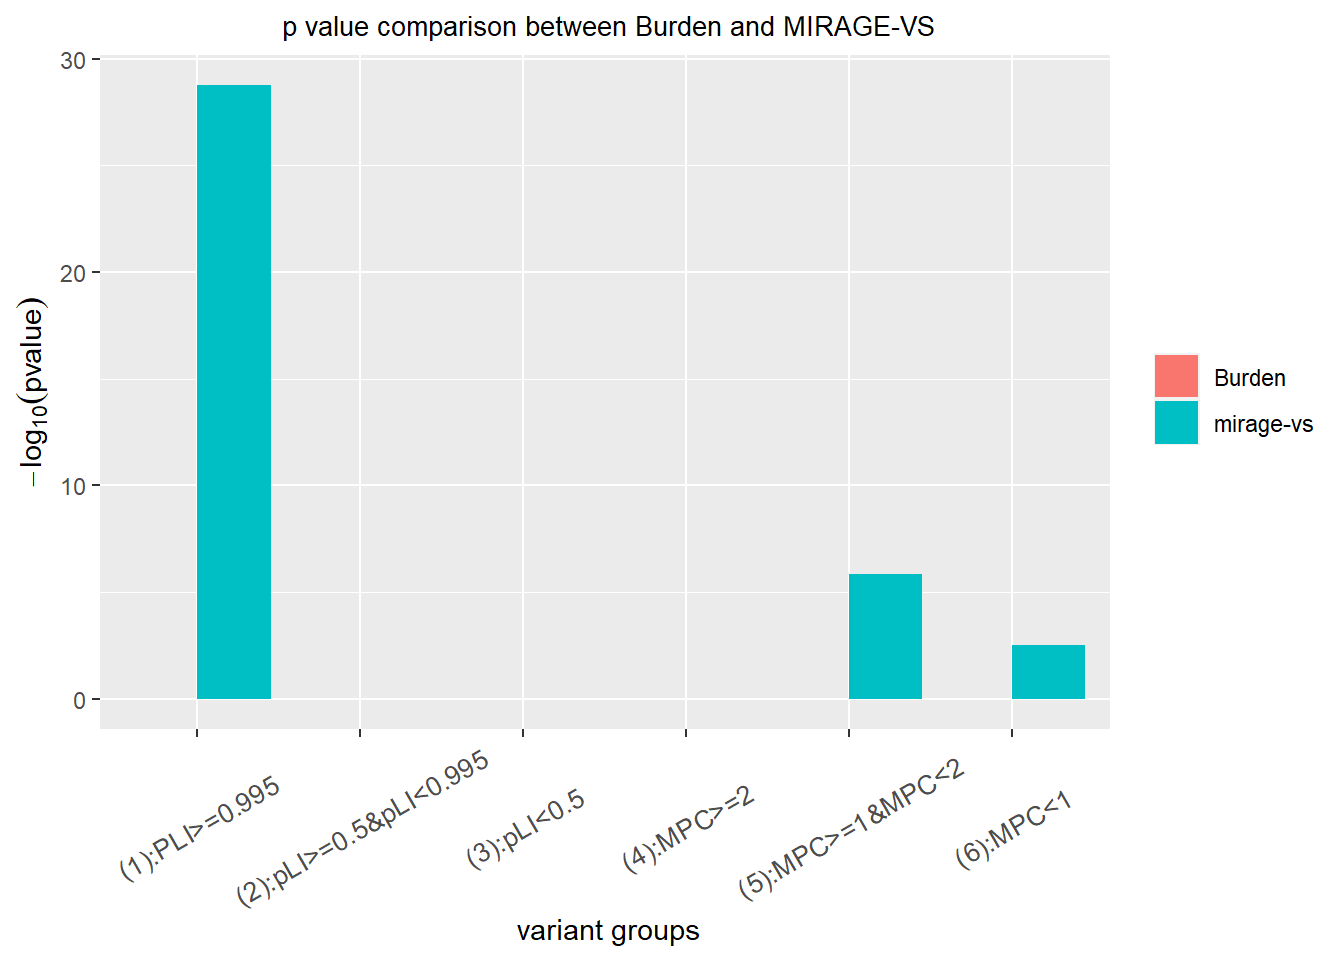 p value comparison between Burden and MIRAGE-VS
30
20
10
0
−log10(pvalue)
(1):PLI>=0.995
(2):pLI>=0.5&pLI<0.995
(3):pLI<0.5
(4):MPC>=2
(5):MPC>=1&MPC<2
(6):MPC<1
variant groups
Burden
mirage-vs